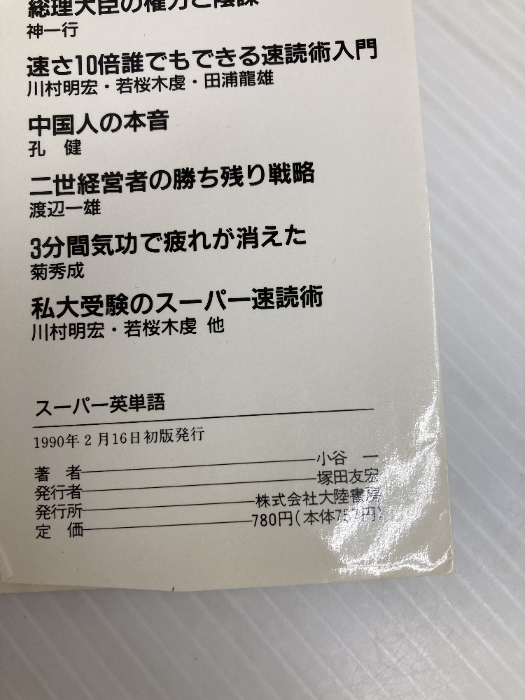 総理大臣の権力と陰謀
神一行
速さ10倍誰でもできる速読術入門
川村明宏・若桜木虔・田浦龍雄
中国人の本音
孔 健
二世経営者の勝ち残り戦略
渡辺一雄
3分間気功で疲れが消えた
菊秀成
私大受験のスーパー速読術
川村明宏・若桜木虔 他
スーパー英単語
1990年2月16日初版発行
著 者 小谷 一
発行者 塚田友宏
発行所 株式会社大陸書房
定 価 780円(本体757円)